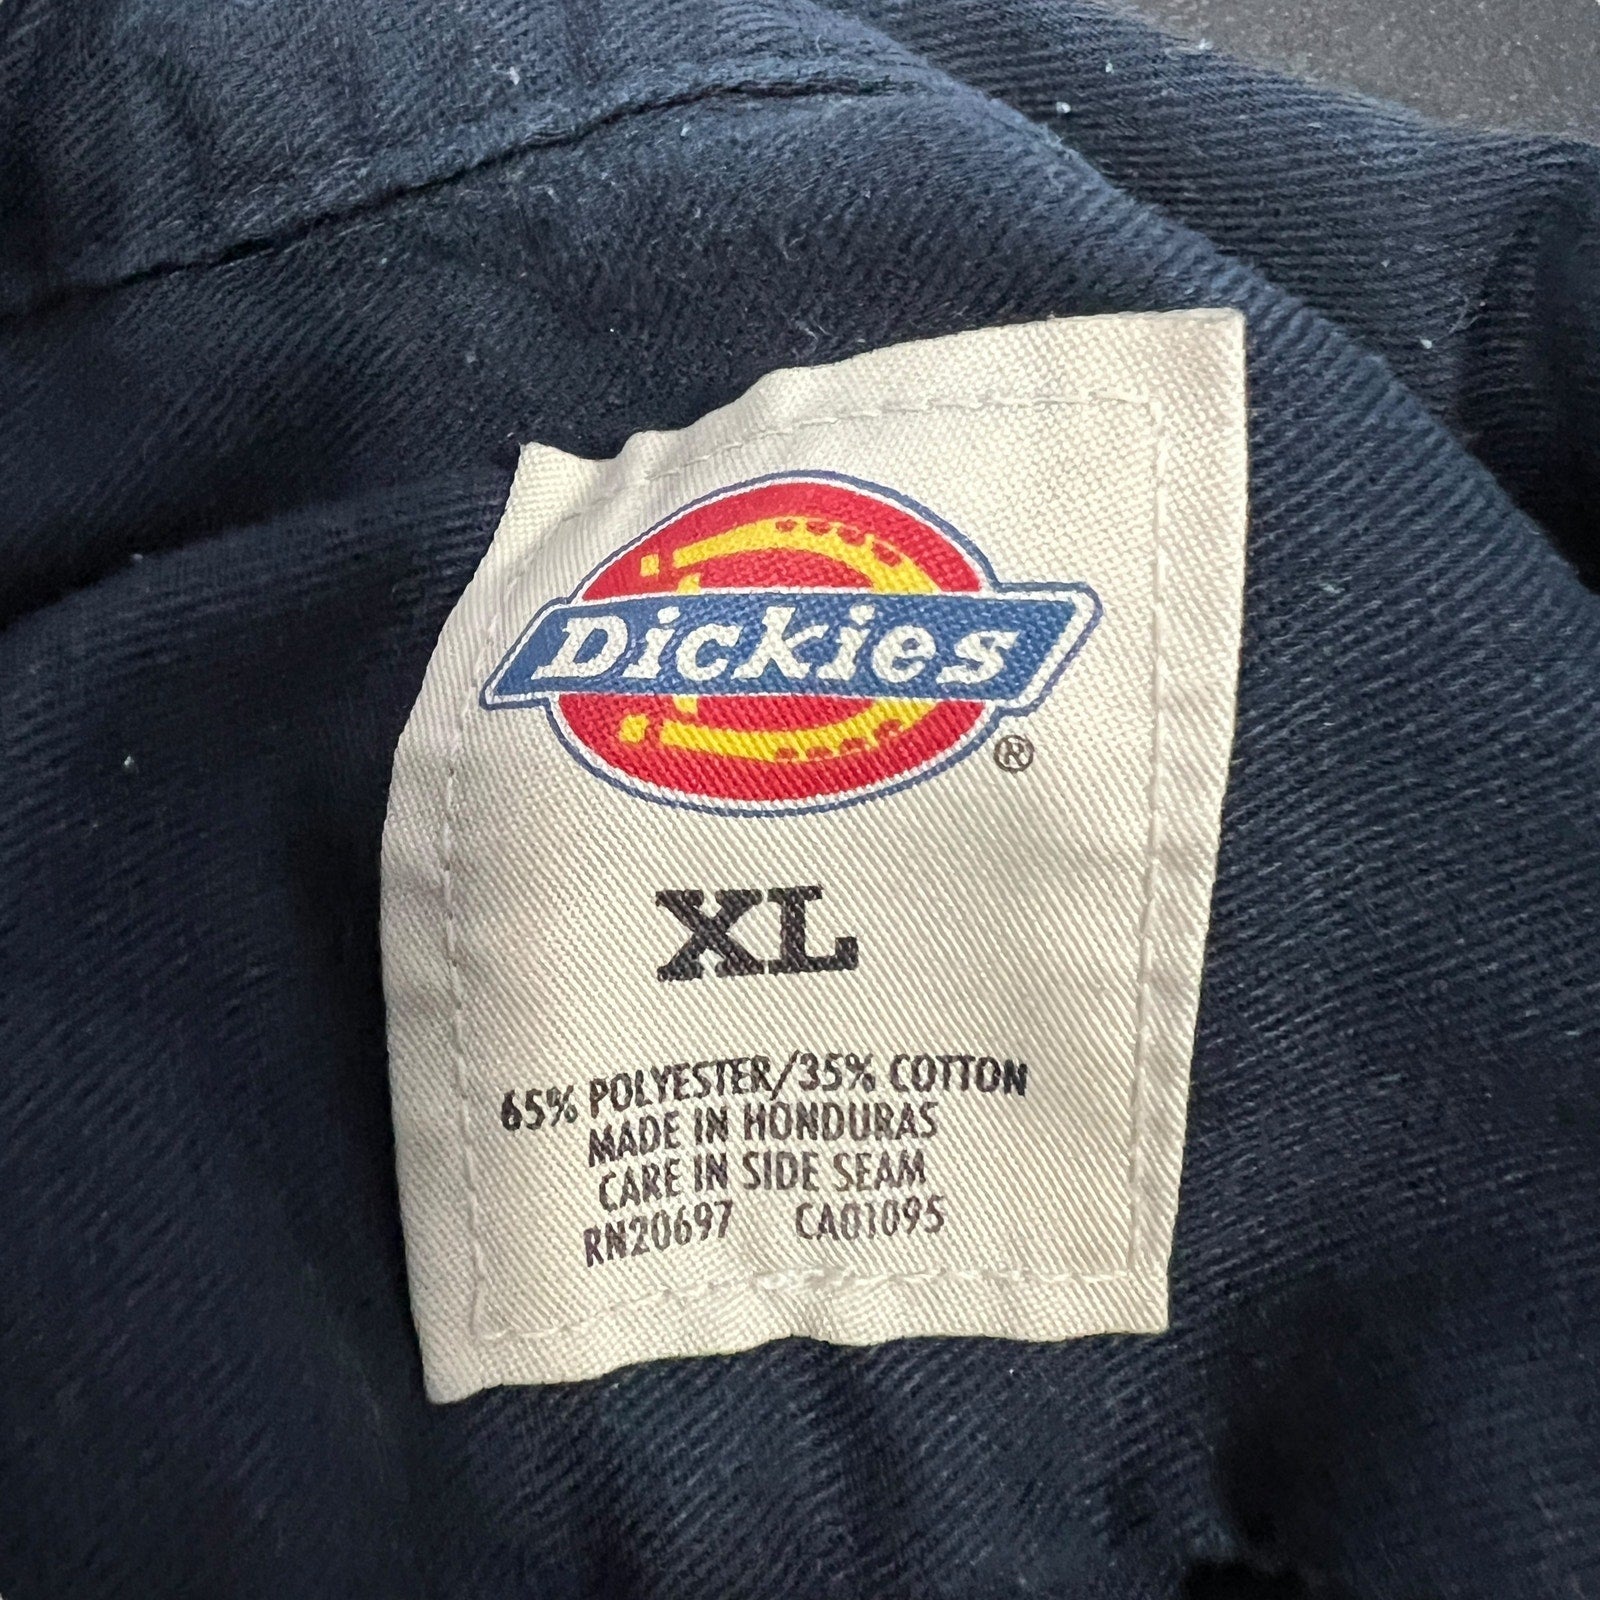 Dickies
®
XL
65% POLYESTER/35% COTTON
MADE IN HONDURAS
CARE IN SIDE SEAM
RN20697 CA01095